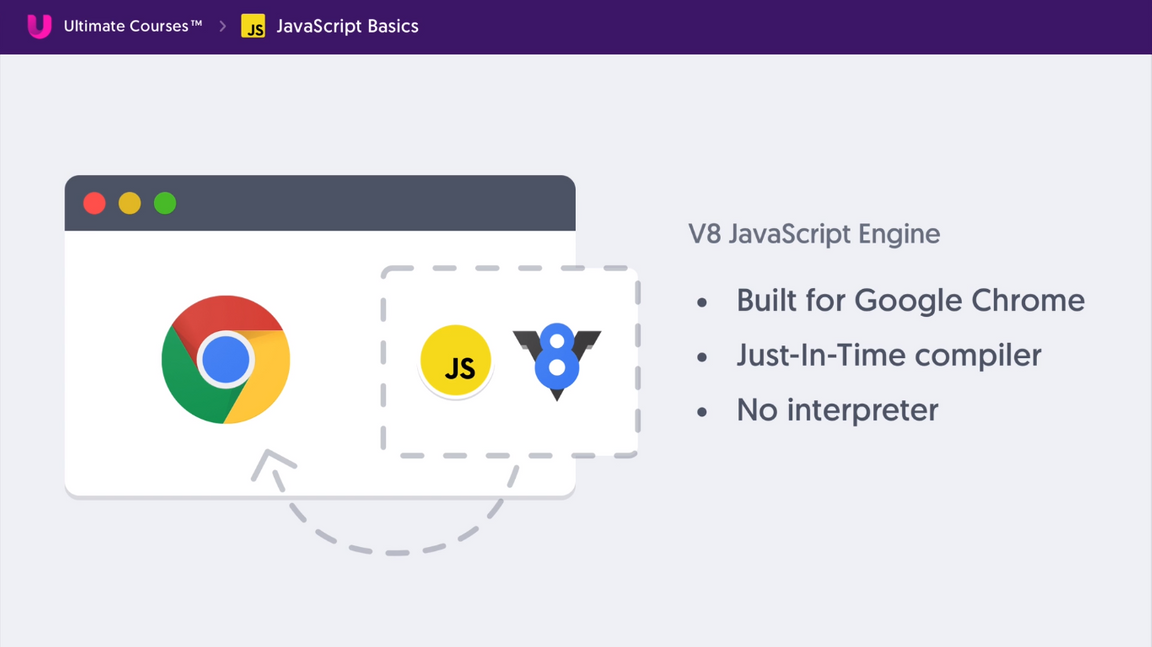 Ultimate Courses™ > JS JavaScript Basics
V8 JavaScript Engine
JS V8
• Built for Google Chrome
• Just-In-Time compiler
• No interpreter